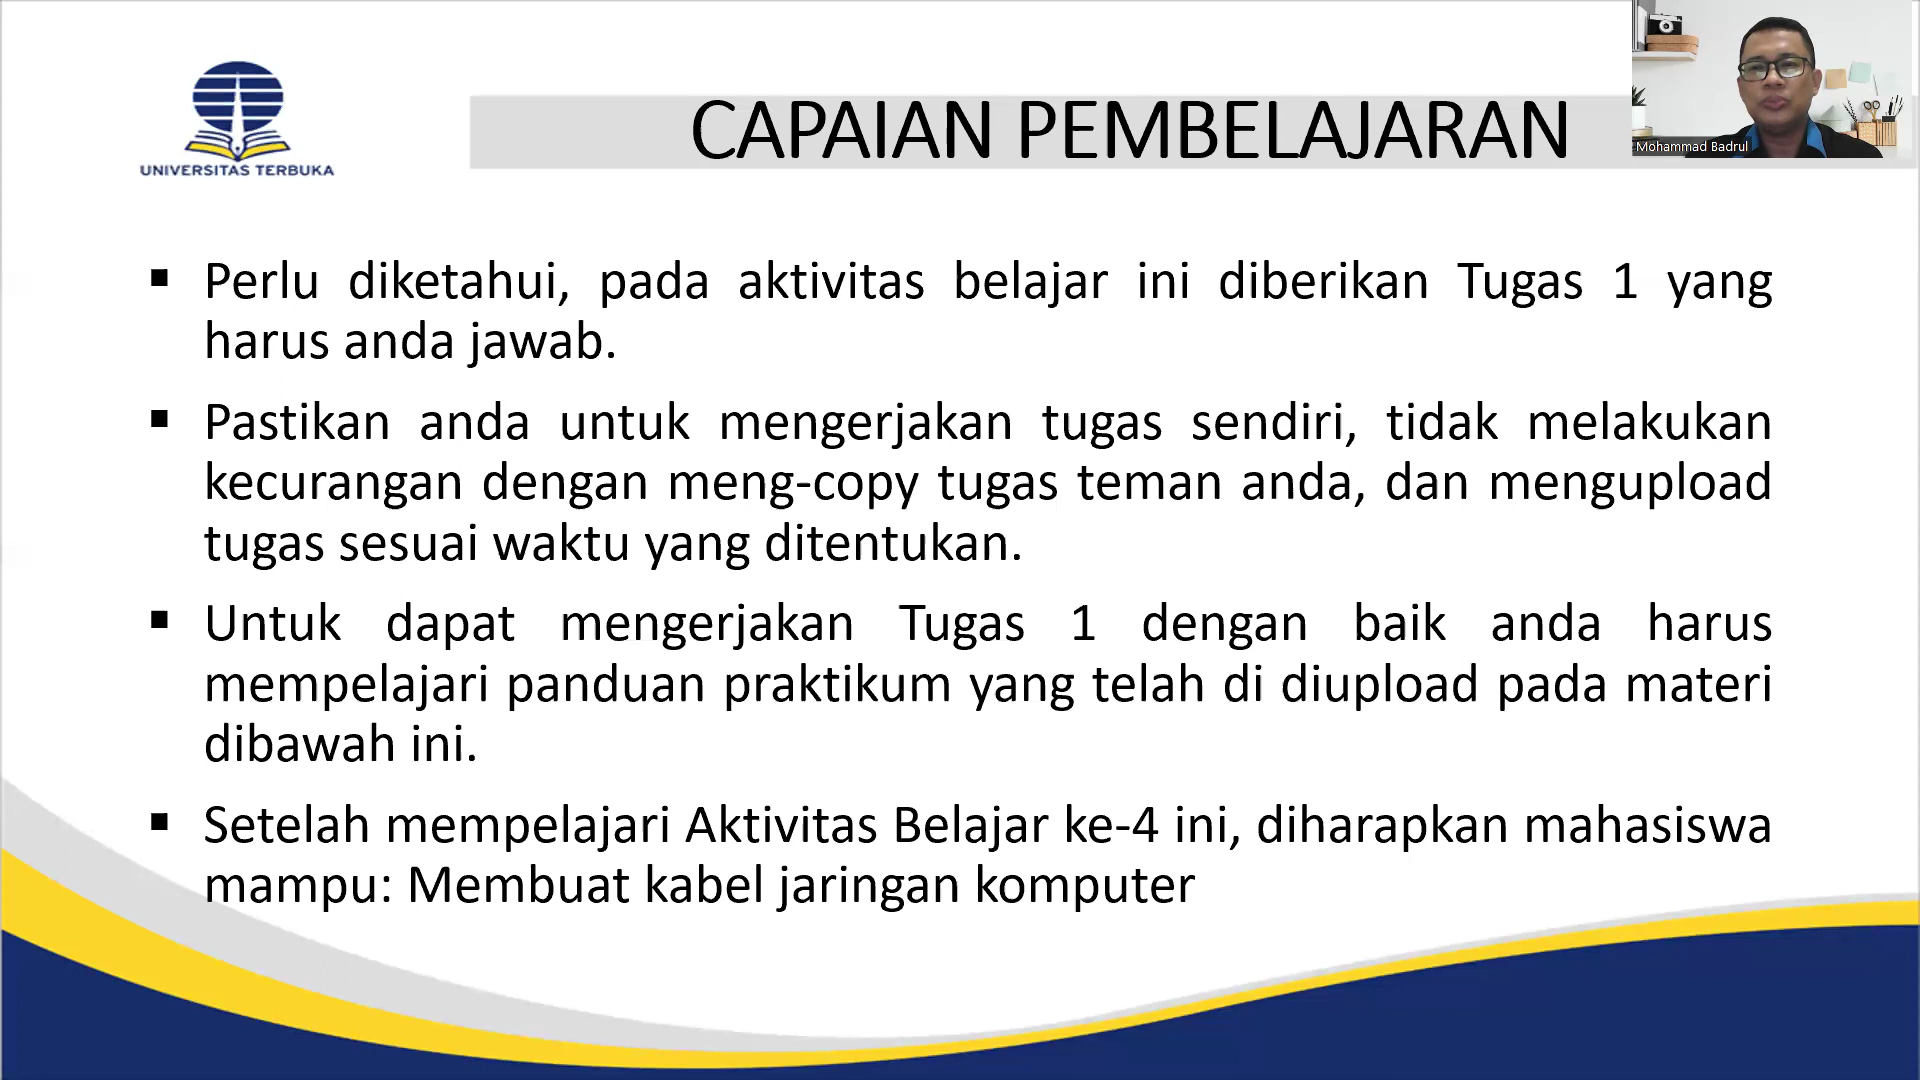 CAPAIAN PEMBELAJARAN
UNIVERSITAS TERBUKA
Mohammad Badrul
▪ Perlu diketahui, pada aktivitas belajar ini diberikan Tugas 1 yang
harus anda jawab.
▪ Pastikan anda untuk mengerjakan tugas sendiri, tidak melakukan
kecurangan dengan meng-copy tugas teman anda, dan mengupload
tugas sesuai waktu yang ditentukan.
▪ Untuk dapat mengerjakan Tugas 1 dengan baik anda harus
mempelajari panduan praktikum yang telah di diupload pada materi
dibawah ini.
▪ Setelah mempelajari Aktivitas Belajar ke-4 ini, diharapkan mahasiswa
mampu: Membuat kabel jaringan komputer